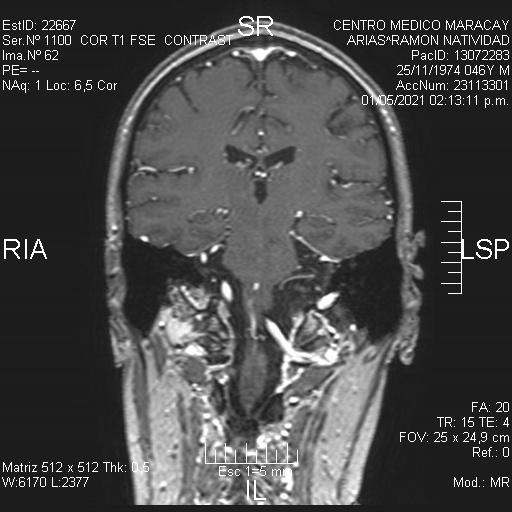 EstID: 22667
Ser.Nº 1100 COR T1 FSE CONTRAST
Ima.Nº 62
PE= --
NAq: 1 Loc: 6,5 Cor
SR
CENTRO MEDICO MARACAY
ARIAS^RAMON NATIVIDAD
PacID: 13072283
25/11/1974 046Y M
AccNum: 23113301
01/05/2021 02:13:11 p.m.
RIA
LSP
FA: 20
TR: 15 TE: 4
FOV: 25 x 24,9 cm
Ref.: 0
Mod.: MR
Matriz 512 x 512 Thk: 0,5
W:6170 L:2377
Esc 1=5 mm
IL